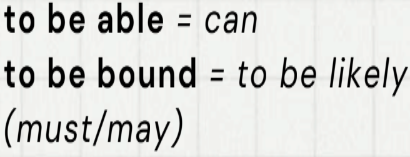 to be able = can
to be bound = to be likely
(must/may)